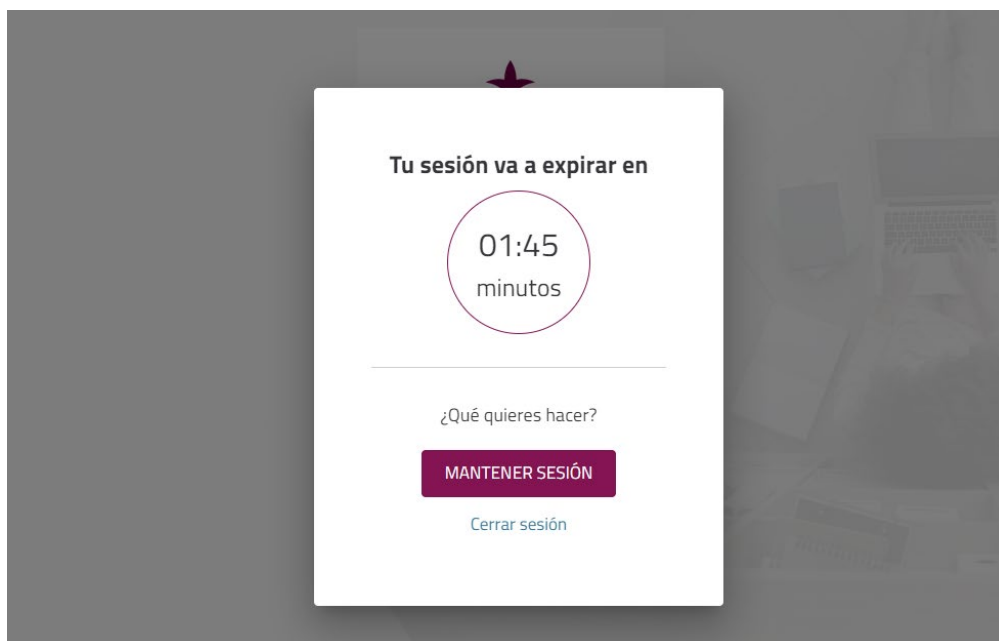 Tu sesión va a expirar en
01:45
minutos
¿Qué quieres hacer?
MANTENER SESIÓN
Cerrar sesión